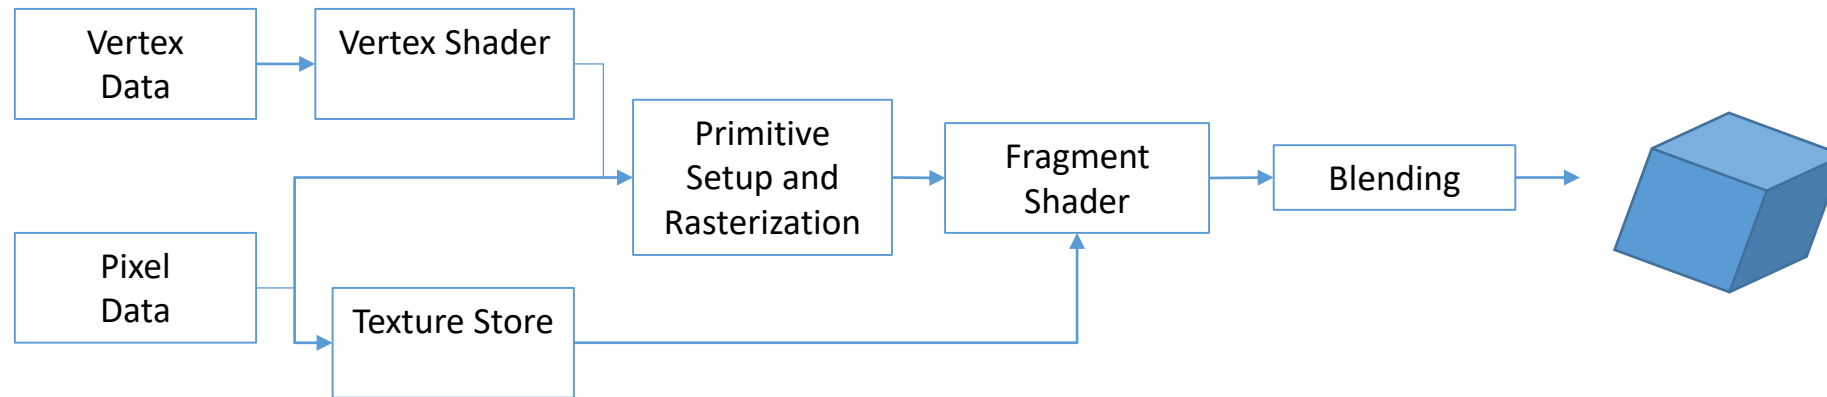 Vertex
Data
Vertex Shader
Primitive
Setup and
Rasterization
Fragment
Shader
Blending
Pixel
Data
Texture Store